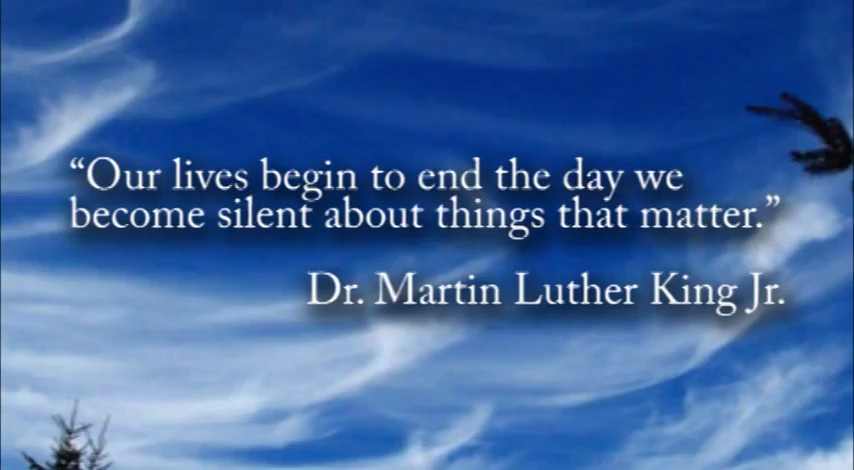 “Our lives begin to end the day we
become silent about things that matter.”
Dr. Martin Luther King Jr.